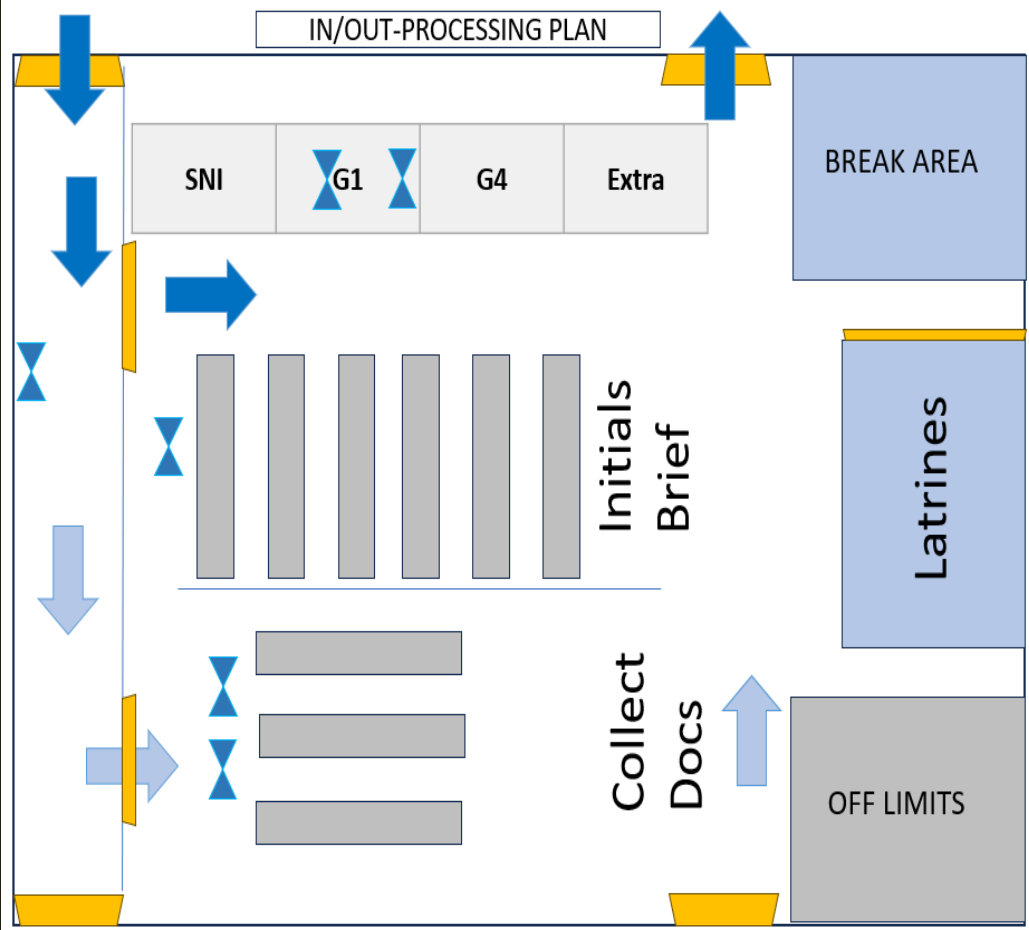 IN/OUT-PROCESSING PLAN
SNI
G1
G4
Extra
BREAK AREA
Initials
Brief
Latrines
Collect
Docs
OFF LIMITS